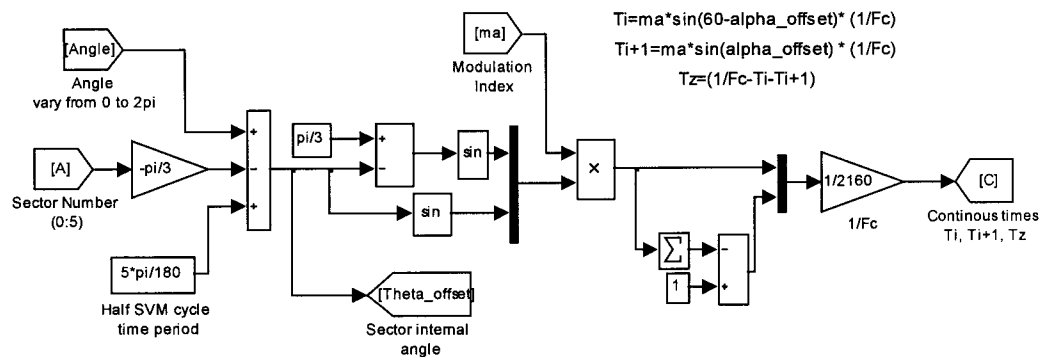 Ti=ma*sin(60-alpha_offset)* (1/Fc)
Ti+1=ma*sin(alpha_offset) * (1/Fc)
Tz=(1/Fc-Ti-Ti+1)
[Angle]
Angle
vary from 0 to 2pi
[ma]
Modulation
Index
[A]
Sector Number
(0:5)
-pi/3
+
-
+
5*pi/180
Half SVM cycle
time period
pi/3
+
-
sin
sin
[Theta_offset]
Sector internal
angle
×
∑
1
-
+
1/2160
1/Fc
[C]
Continous times
Ti, Ti+1, Tz